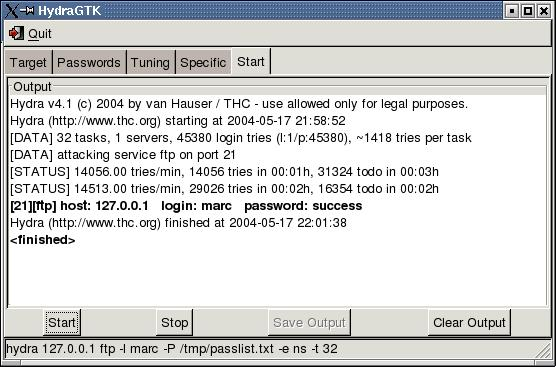 HydraGTK
Quit
Target Passwords Tuning Specific Start
Output
Hydra v4.1 (c) 2004 by van Hauser / THC - use allowed only for legal purposes.
Hydra (http://www.thc.org) starting at 2004-05-17 21:58:52
[DATA] 32 tasks, 1 servers, 45380 login tries (l:1/p:45380), ~1418 tries per task
[DATA] attacking service ftp on port 21
[STATUS] 14056.00 tries/min, 14056 tries in 00:01h, 31324 todo in 00:03h
[STATUS] 14513.00 tries/min, 29026 tries in 00:02h, 16354 todo in 00:02h
[21][ftp] host: 127.0.0.1 login: marc password: success
Hydra (http://www.thc.org) finished at 2004-05-17 22:01:38
<finished>
Start Stop Save Output Clear Output
hydra 127.0.0.1 ftp -l marc -P /tmp/passlist.txt -e ns -t 32